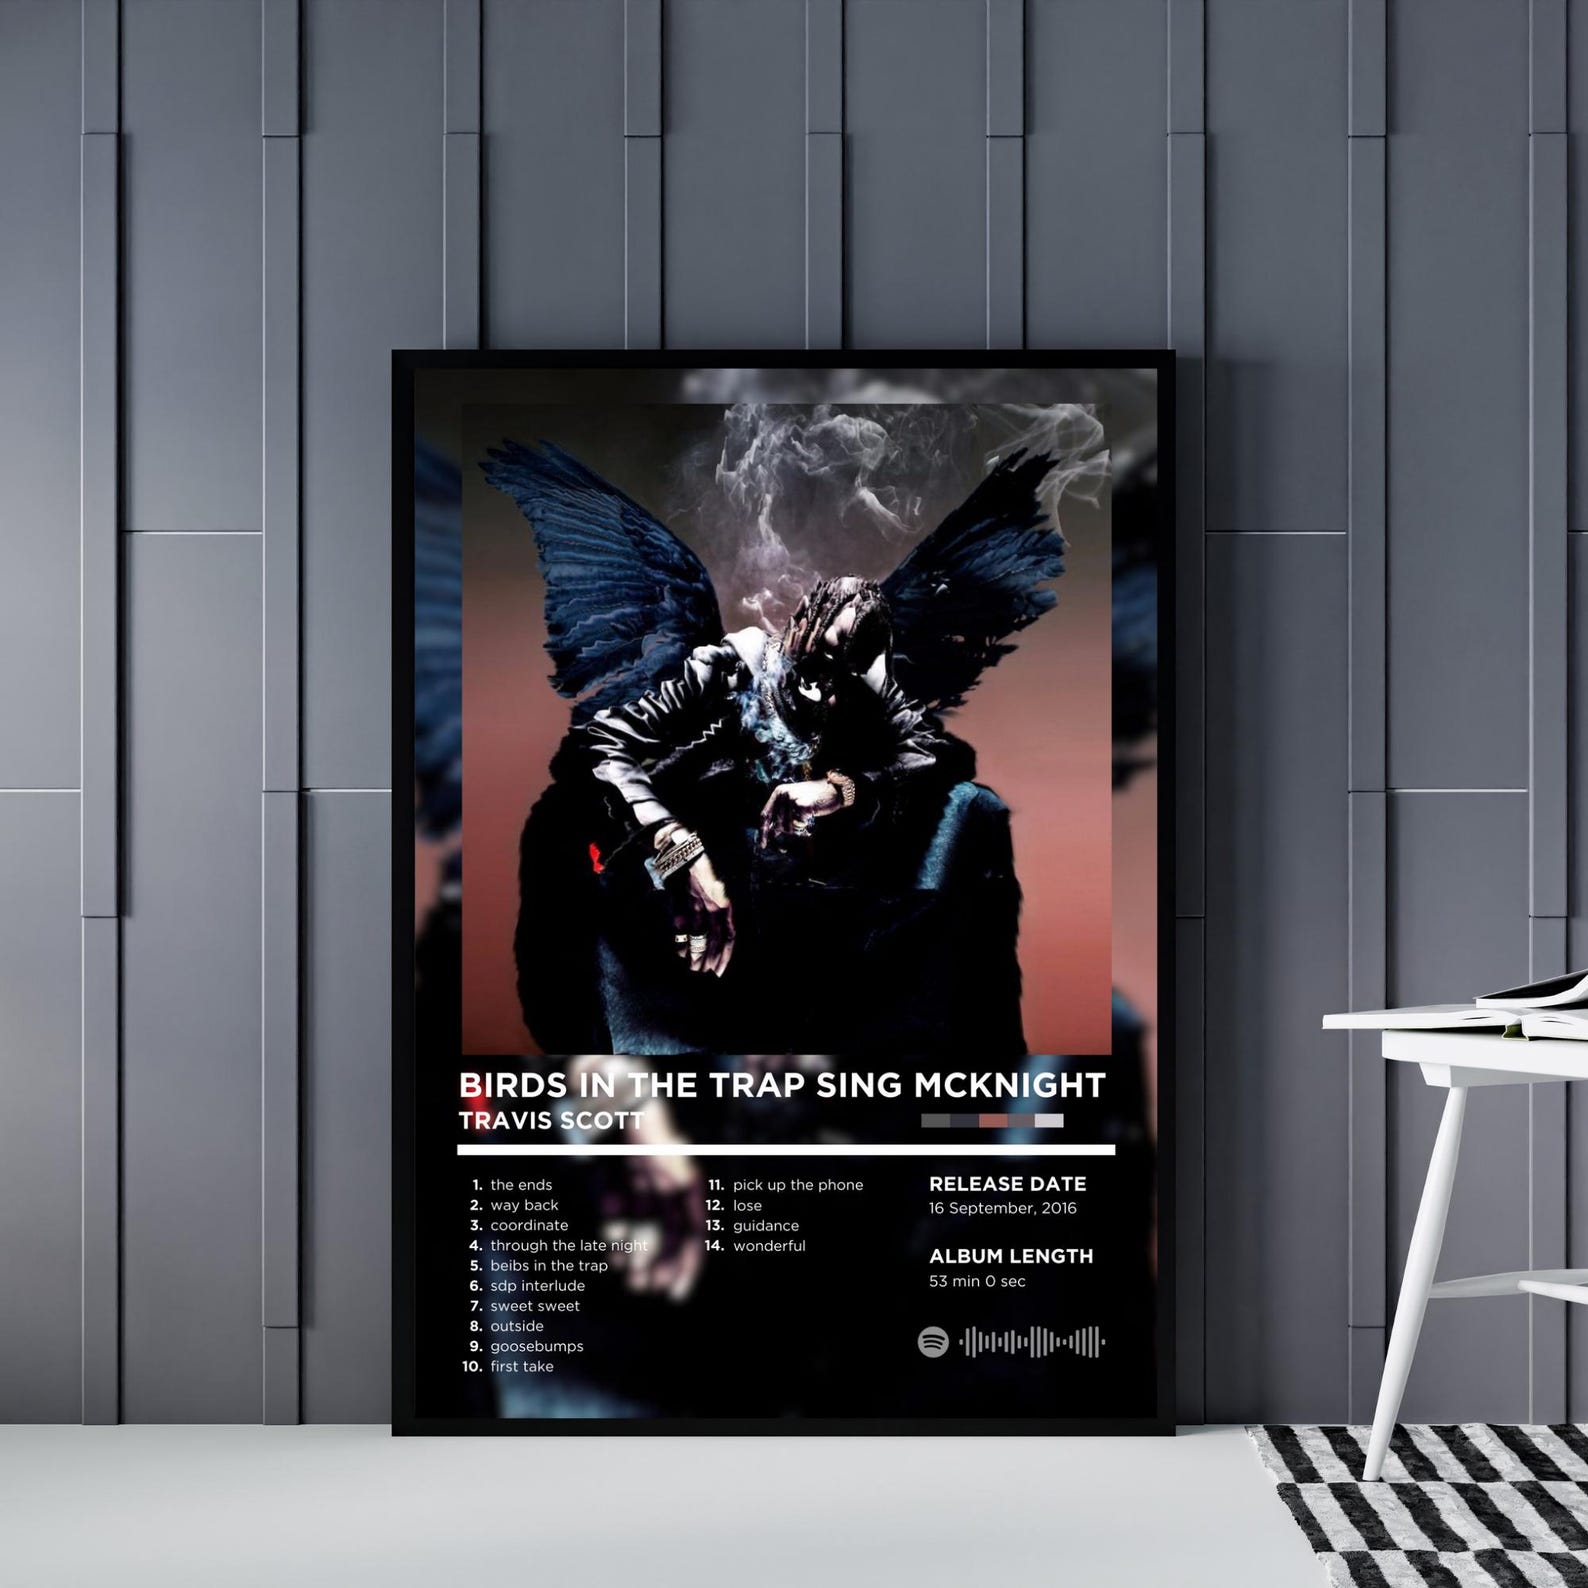 BIRDS IN THE TRAP SING MCKNIGHT
TRAVIS SCOTT
1. the ends
2. way back
3. coordinate
4. through the late night
5. beibs in the trap
6. sdp interlude
7. sweet sweet
8. outside
9. goosebumps
10. first take
11. pick up the phone
12. lose
13. guidance
14. wonderful
RELEASE DATE
16 September, 2016
ALBUM LENGTH
53 min 0 sec